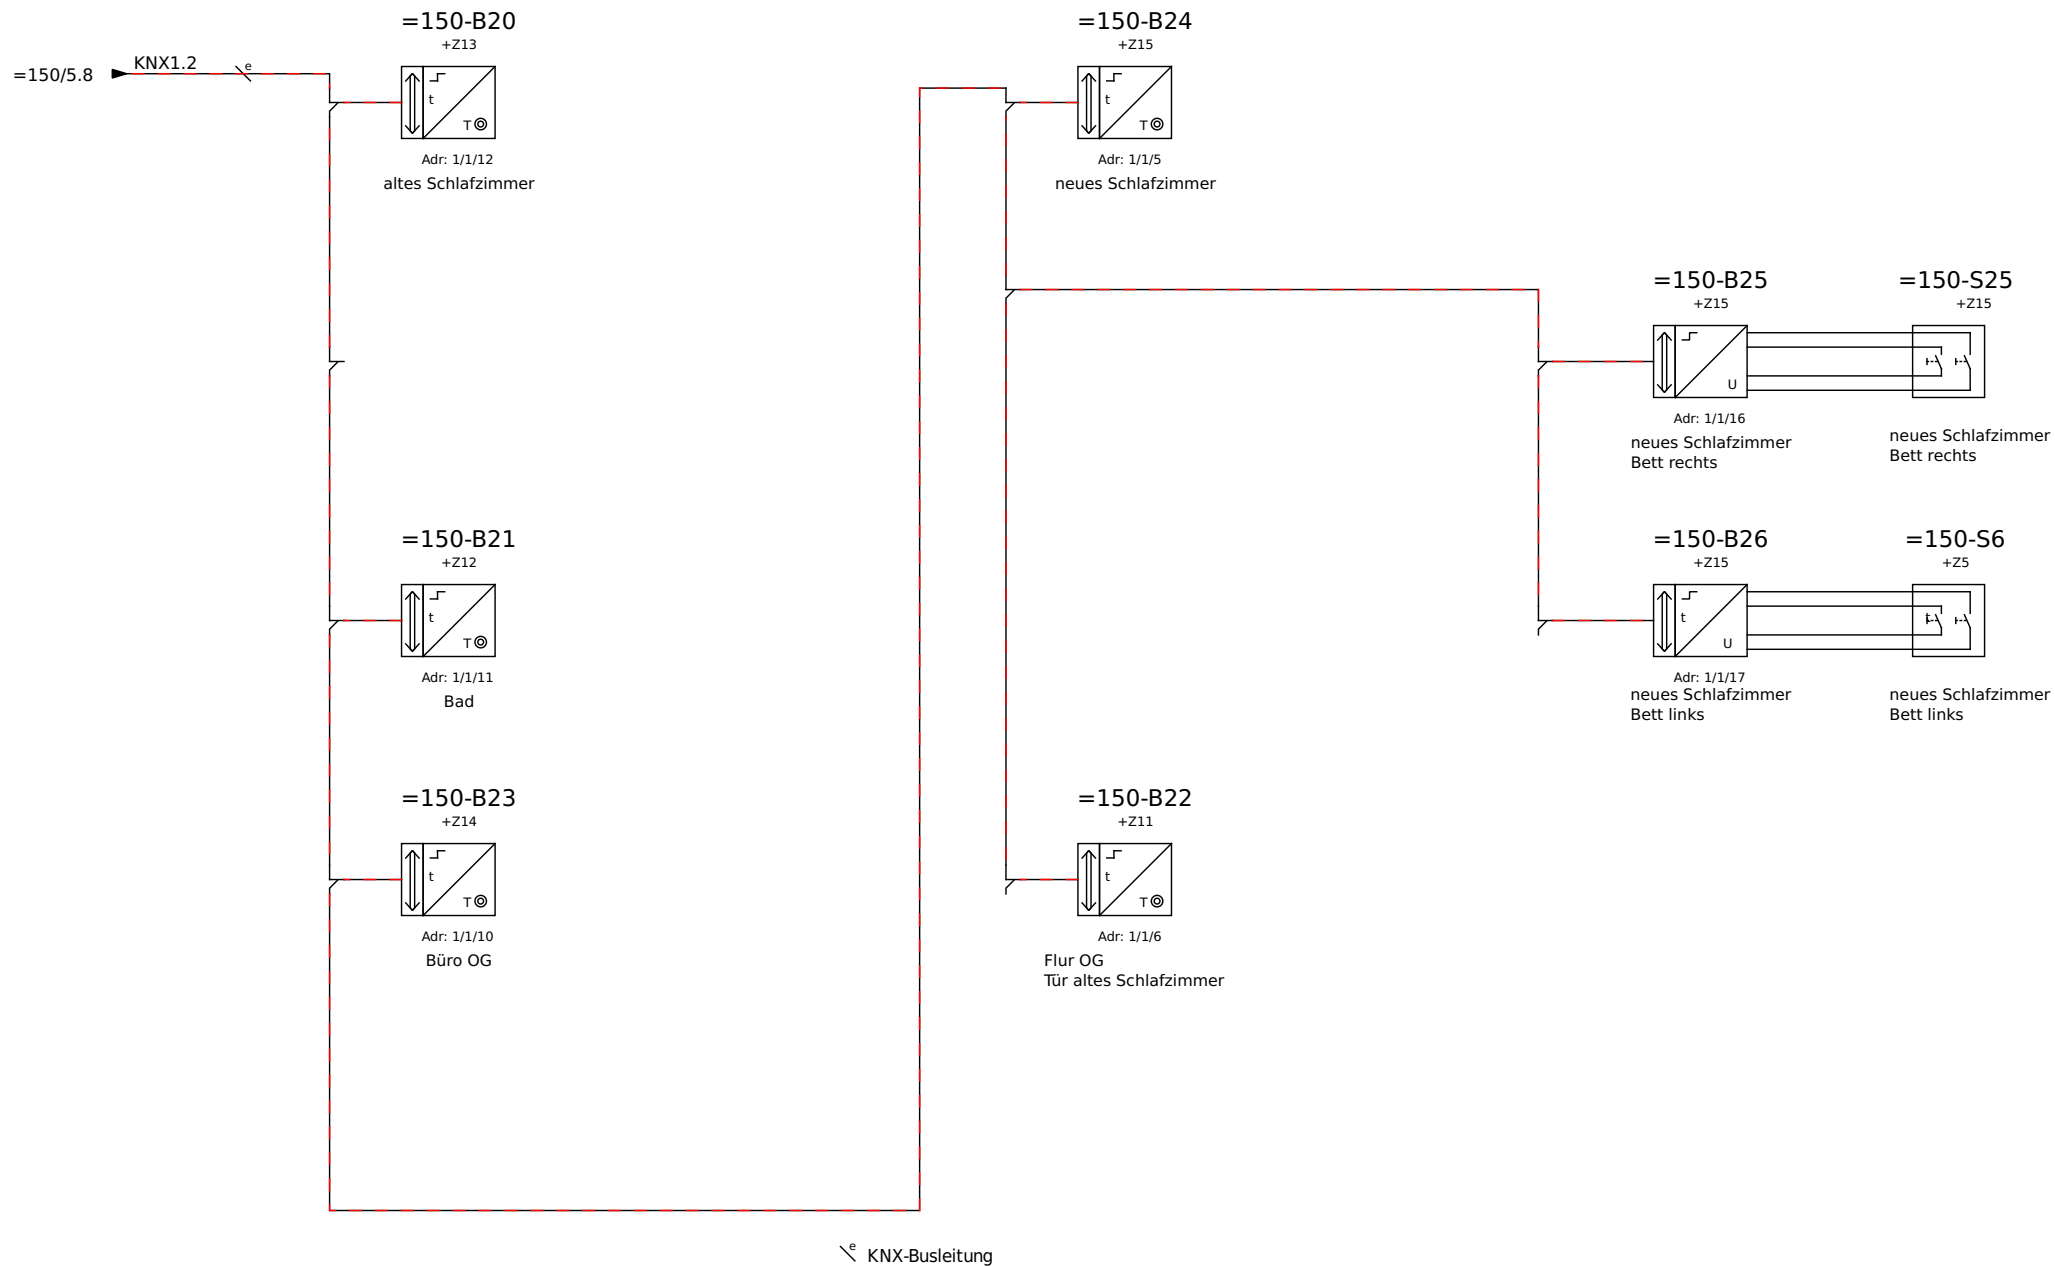 =150/5.8
KNX1.2
e
=150-B20
+Z13
t
T
Adr: 1/1/12
altes Schlafzimmer
=150-B24
+Z15
t
T
Adr: 1/1/5
neues Schlafzimmer
=150-B25
+Z15
U
Adr: 1/1/16
neues Schlafzimmer
Bett rechts
=150-S25
+Z15
neues Schlafzimmer
Bett rechts
=150-B21
+Z12
t
T
Adr: 1/1/11
Bad
=150-B26
+Z15
t
U
Adr: 1/1/17
neues Schlafzimmer
Bett links
=150-S6
+Z5
t
neues Schlafzimmer
Bett links
=150-B23
+Z14
t
T
Adr: 1/1/10
Büro OG
=150-B22
+Z11
t
T
Adr: 1/1/6
Flur OG
Tür altes Schlafzimmer
e
KNX-Busleitung